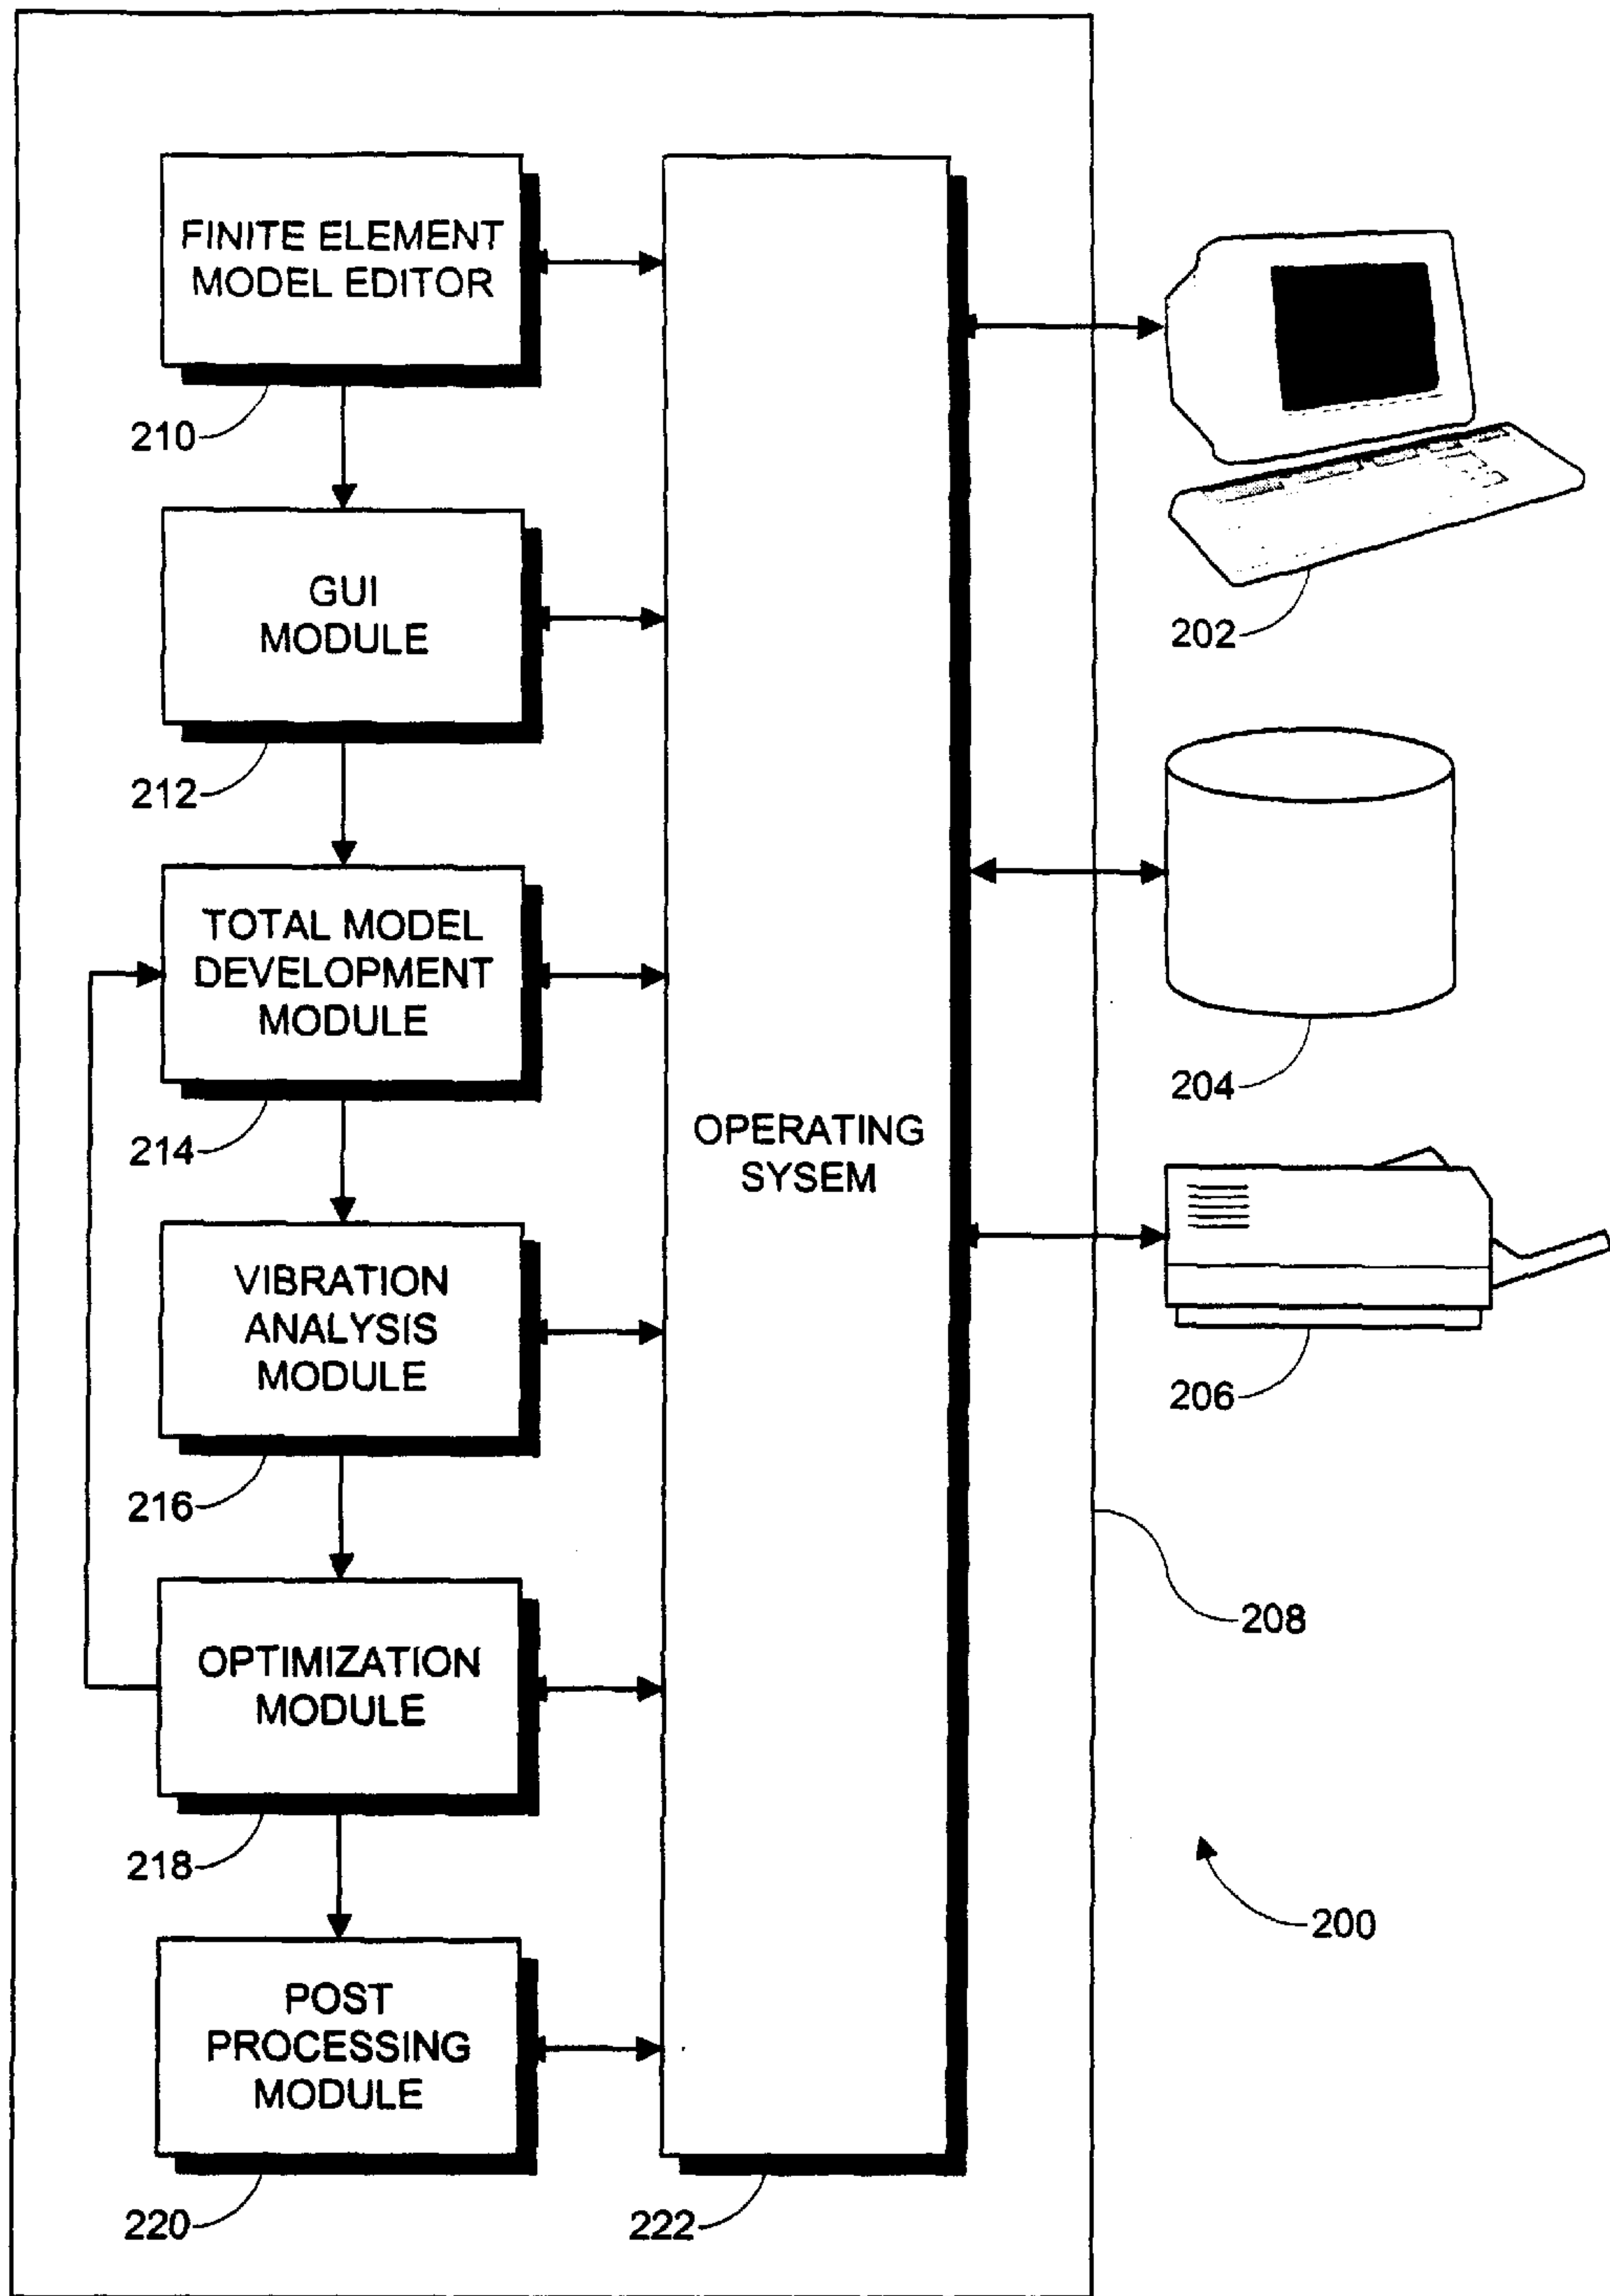 FINITE ELEMENT
MODEL EDITOR
210
GUI
MODULE
212
TOTAL MODEL
DEVELOPMENT
MODULE
214
VIBRATION
ANALYSIS
MODULE
216
OPTIMIZATION
MODULE
218
POST
PROCESSING
MODULE
220
OPERATING
SYSEM
222
202
204
206
208
200